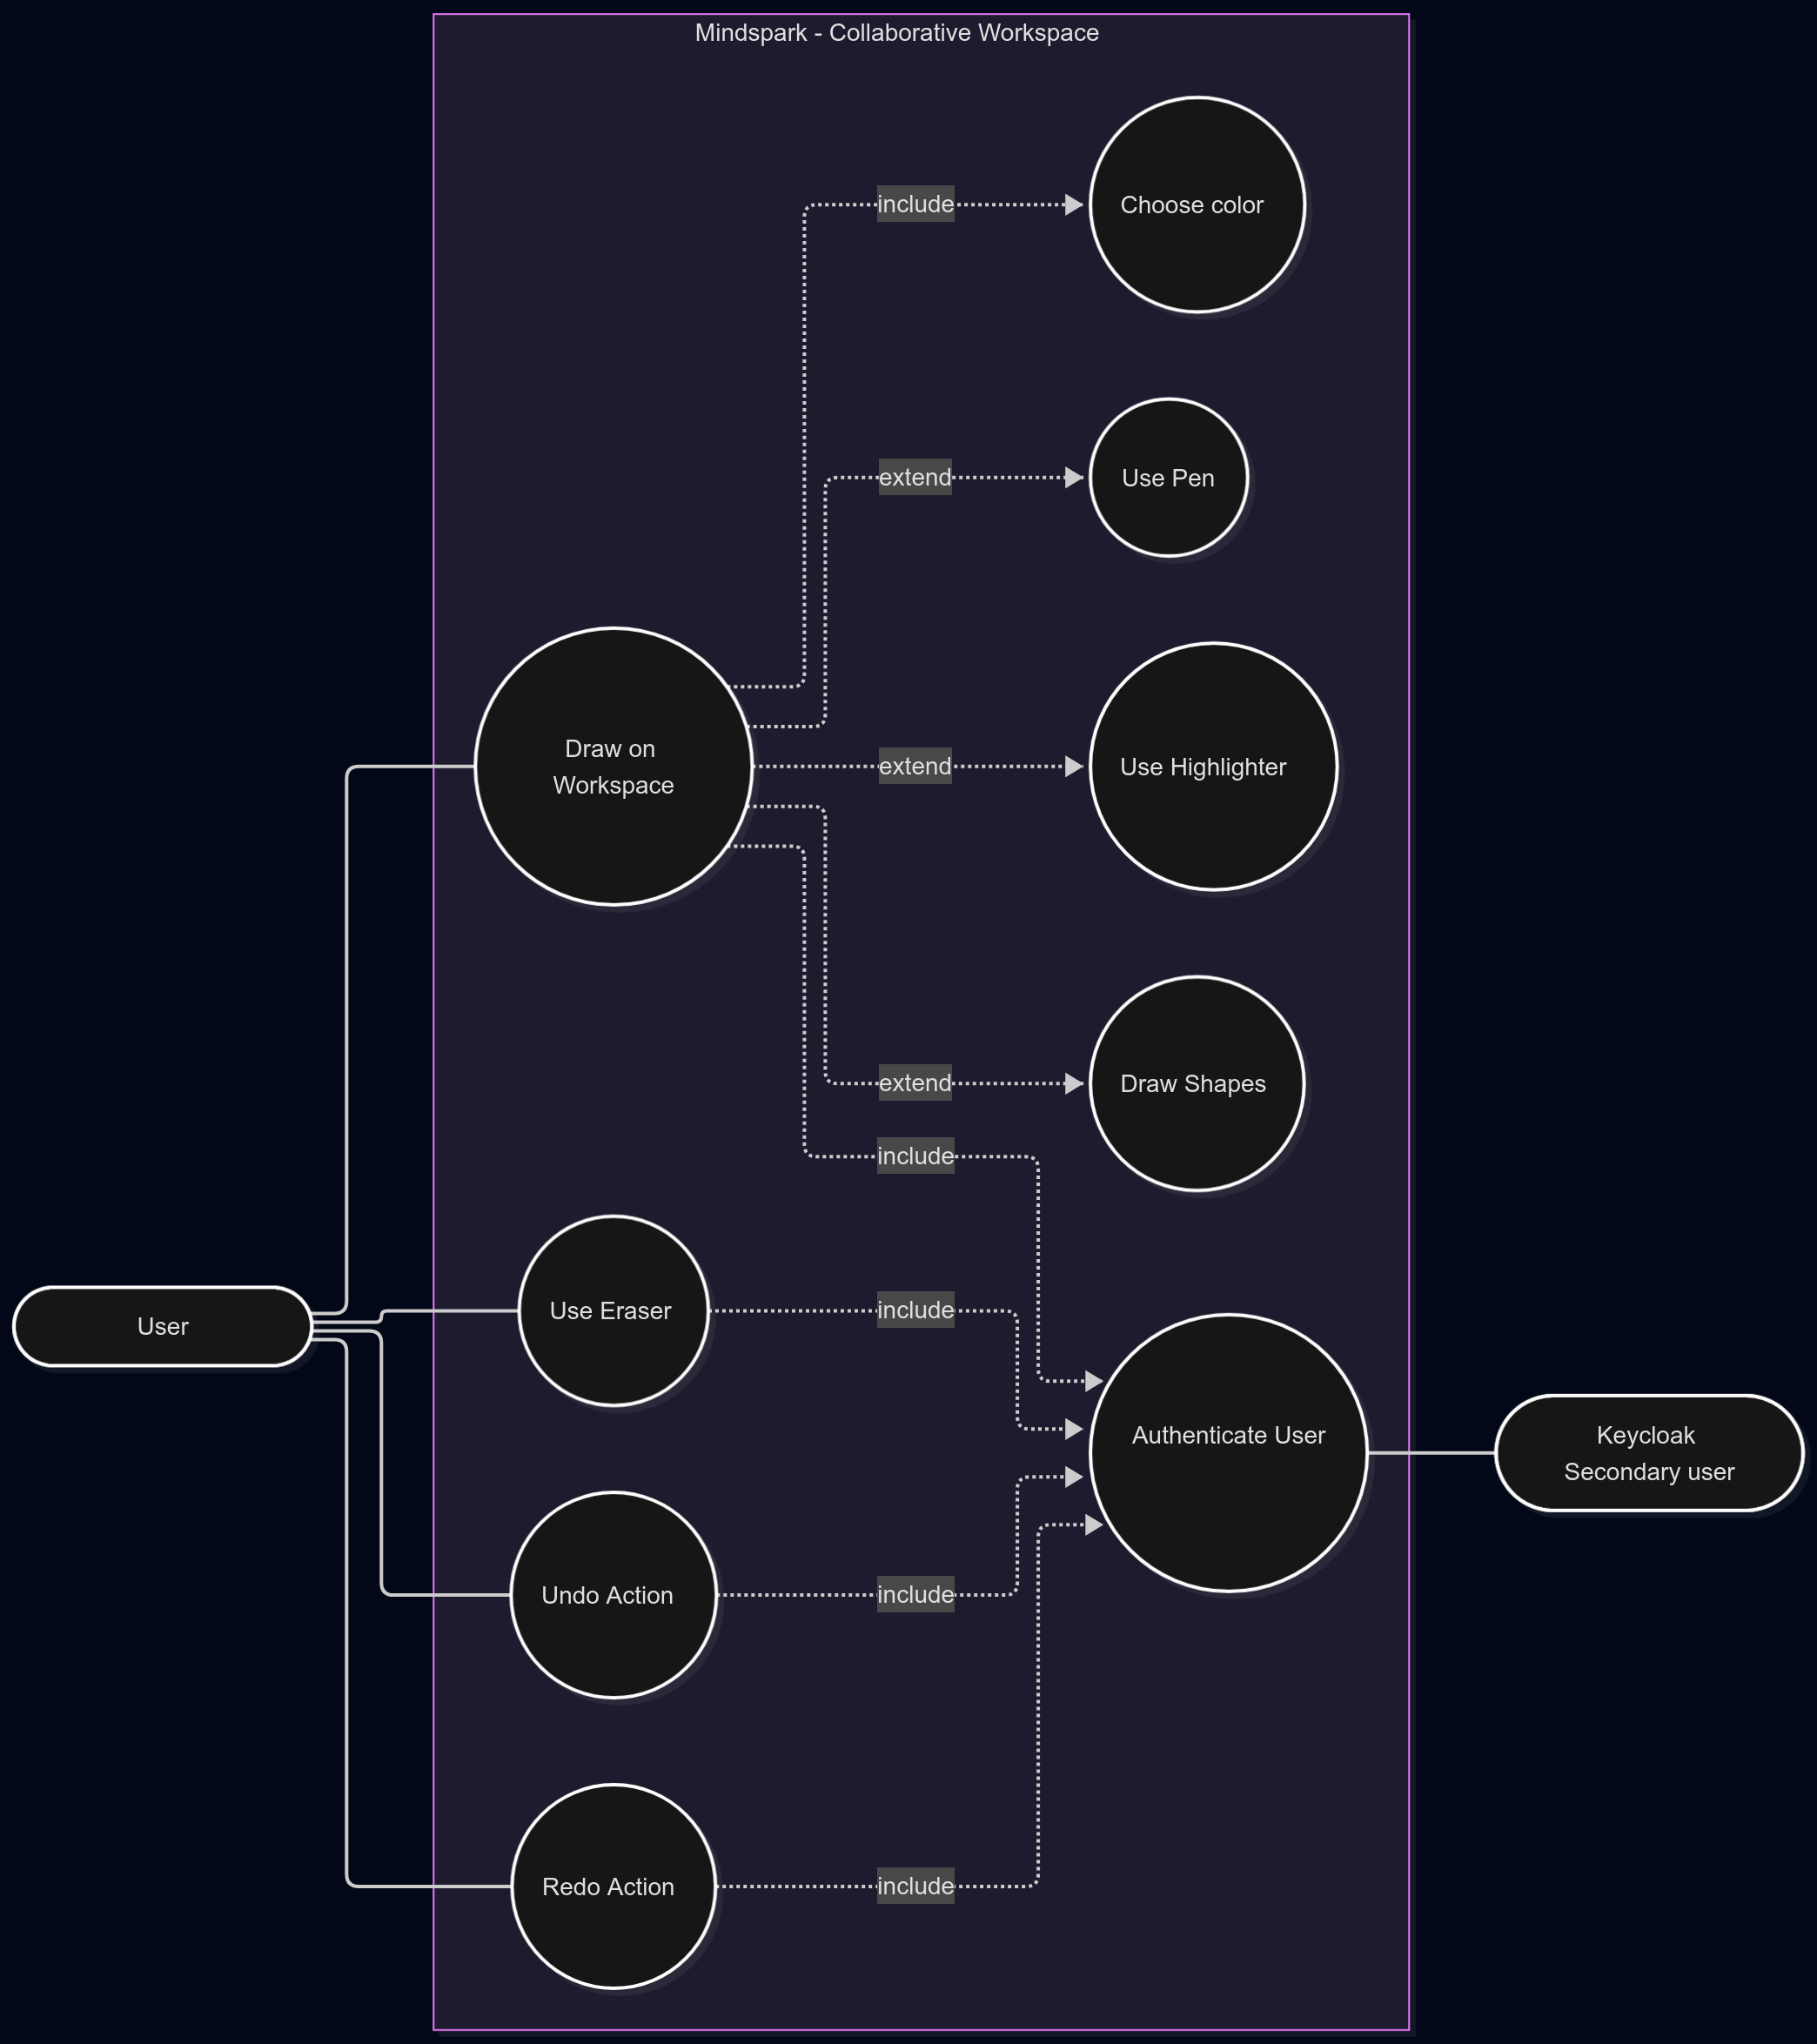 Mindspark - Collaborative Workspace
include
Choose color
extend
Use Pen
Draw on
Workspace
extend
Use Highlighter
extend
Draw Shapes
include
User
Use Eraser
include
Authenticate User
Keycloak
Secondary user
Undo Action
include
Redo Action
include